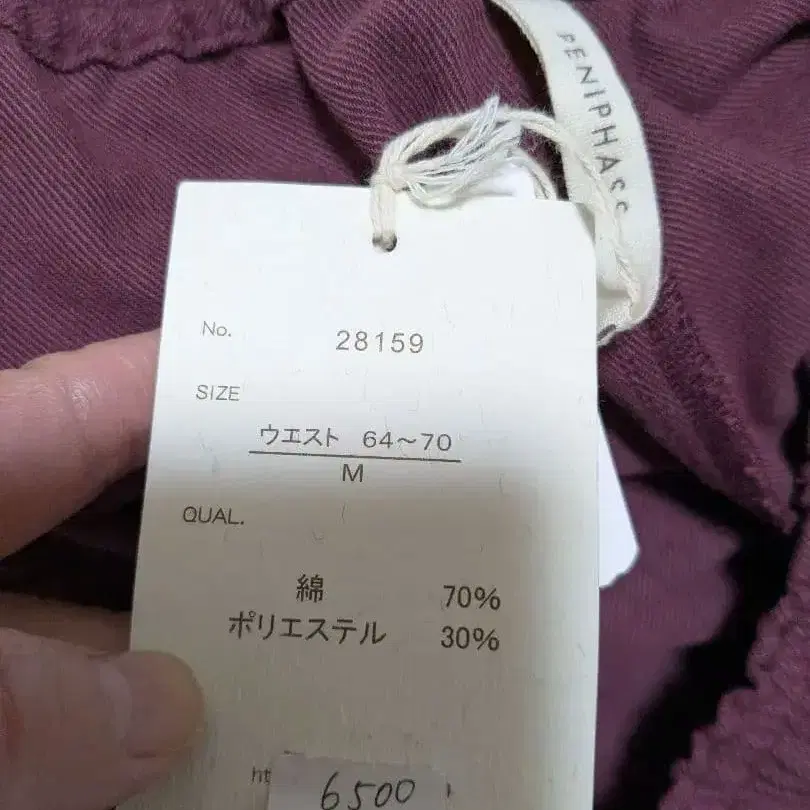 PENIPHASS
No. 28159
SIZE
ウエスト 64～70
M
QUAL.
綿 70%
ポリエステル 30%
ht
6500